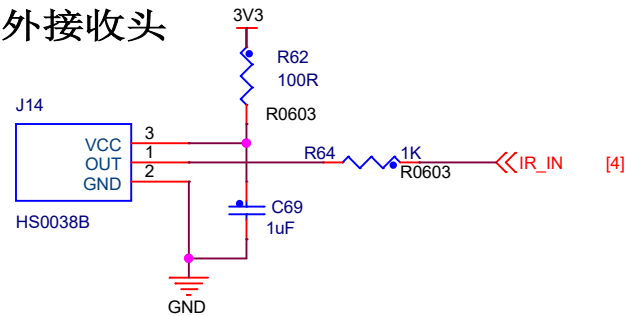 外接收头
3V3
R62
100R
R0603
J14
VCC 3
OUT 1
GND 2
HS0038B
R64 1K
R0603
IR_IN [4]
C69
1uF
GND